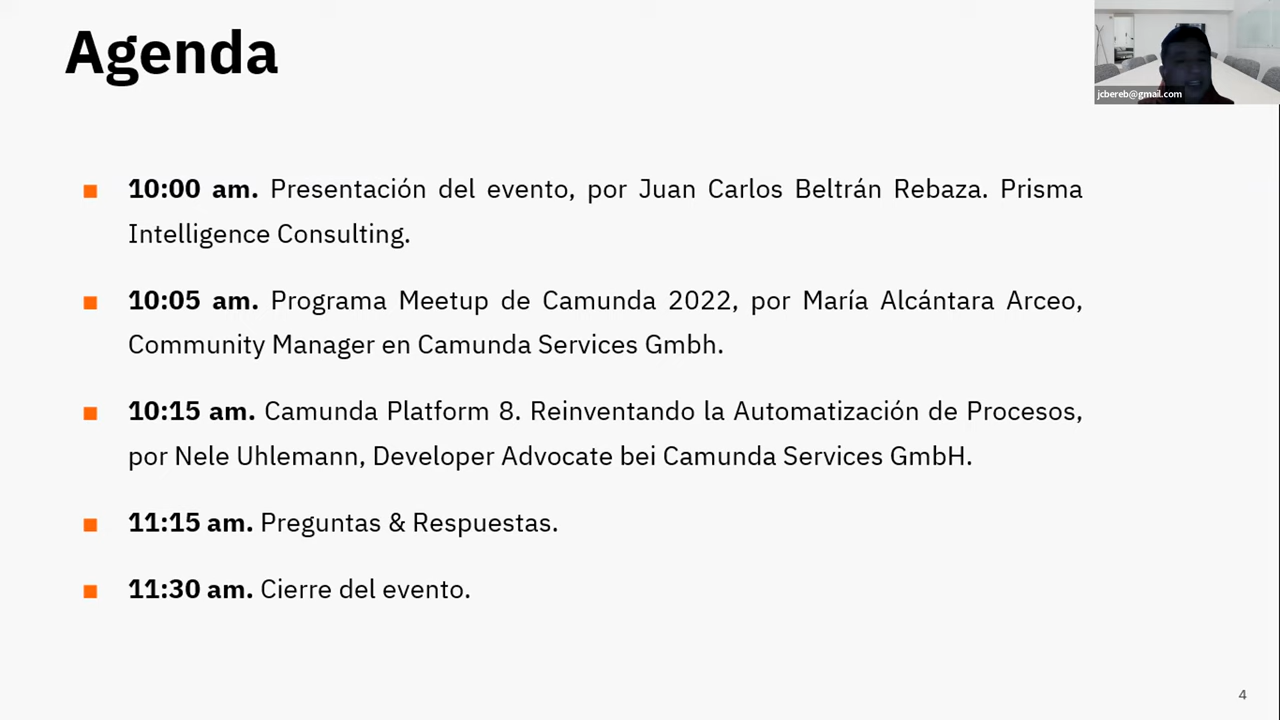 Agenda
jcbereb@gmail.com
10:00 am. Presentación del evento, por Juan Carlos Beltrán Rebaza. Prisma
Intelligence Consulting.
10:05 am. Programa Meetup de Camunda 2022, por María Alcántara Arceo,
Community Manager en Camunda Services Gmbh.
10:15 am. Camunda Platform 8. Reinventando la Automatización de Procesos,
por Nele Uhlemann, Developer Advocate bei Camunda Services GmbH.
11:15 am. Preguntas & Respuestas.
11:30 am. Cierre del evento.
4